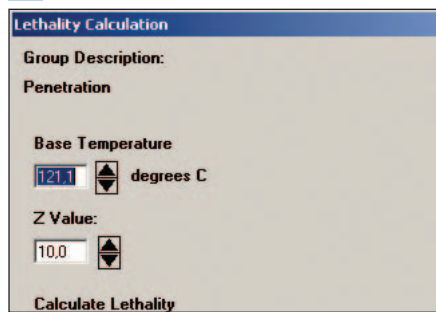 Lethality Calculation
Group Description:
Penetration
Base Temperature
121,1 degrees C
Z Value:
10,0
Calculate Lethality